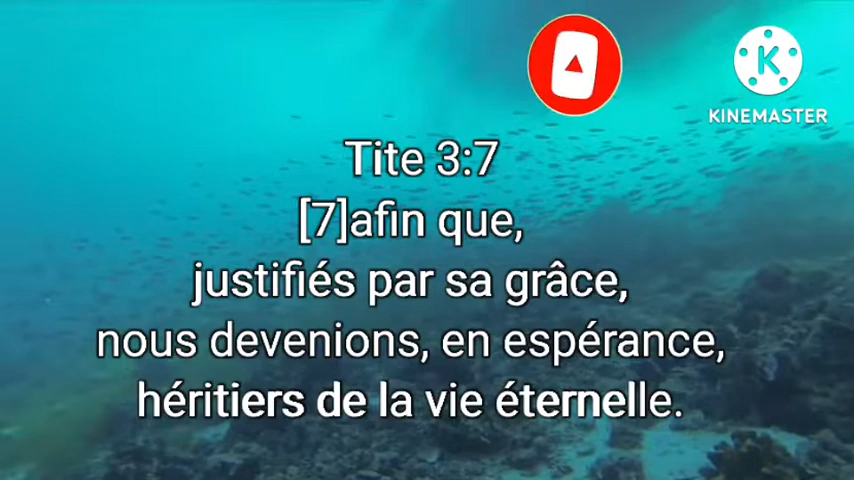 K
KINEMASTER
Tite 3:7
[7]afin que,
justifiés par sa grâce,
nous devenions, en espérance,
héritiers de la vie éternelle.